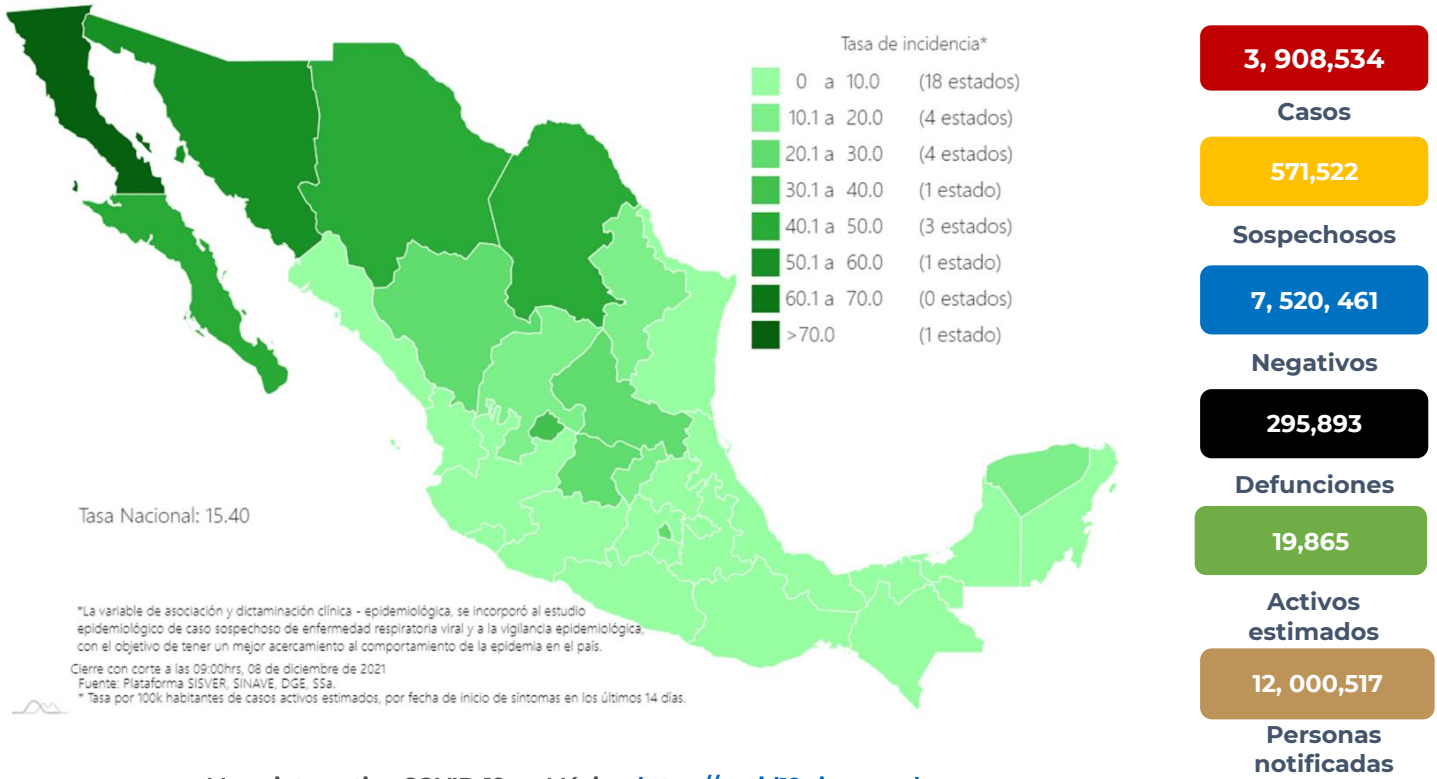 Tasa de incidencia*
0 a 10.0 (18 estados)
10.1 a 20.0 (4 estados)
20.1 a 30.0 (4 estados)
30.1 a 40.0 (1 estado)
40.1 a 50.0 (3 estados)
50.1 a 60.0 (1 estado)
60.1 a 70.0 (0 estados)
>70.0 (1 estado)
Tasa Nacional: 15.40
*La variable de asociación y dictaminación clínica - epidemiológica, se incorporó al estudio
epidemiológico de caso sospechoso de enfermedad respiratoria viral y a la vigilancia epidemiológica,
con el objetivo de tener un mejor acercamiento al comportamiento de la epidemia en el país.
Cierre con corte a las 09:00hrs, 08 de diciembre de 2021
Fuente: Plataforma SISVER, SINAVE, DGE, SSa.
* Tasa por 100k habitantes de casos activos estimados, por fecha de inicio de síntomas en los últimos 14 días.
3, 908,534
Casos
571,522
Sospechosos
7, 520, 461
Negativos
295,893
Defunciones
19,865
Activos
estimados
12, 000,517
Personas
notificadas